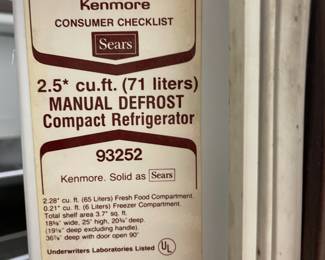 Kenmore
CONSUMER CHECKLIST
Sears
2.5* cu.ft. (71 liters)
MANUAL DEFROST
Compact Refrigerator
93252
Kenmore. Solid as Sears
2.28" cu. ft. (65 Liters) Fresh Food Compartment.
0.21" cu. ft. (6 Liters) Freezer Compartment.
Total shelf area 3.7" sq. ft.
18⅝" wide, 25" high, 20¾" deep.
(19⅛" deep excluding handle).
36⅞" deep with door open 90°
Underwriters Laboratories Listed UL